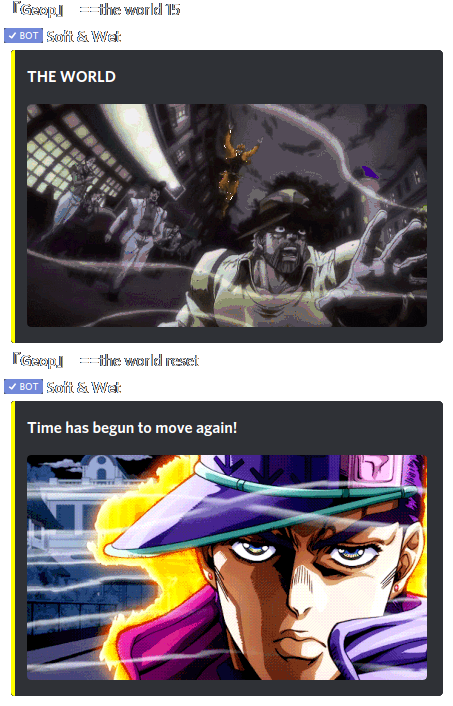 『Geop』 ==the world 15
✓ BOT Soft & Wet
THE WORLD
『Geop』 ==the world reset
✓ BOT Soft & Wet
Time has begun to move again!